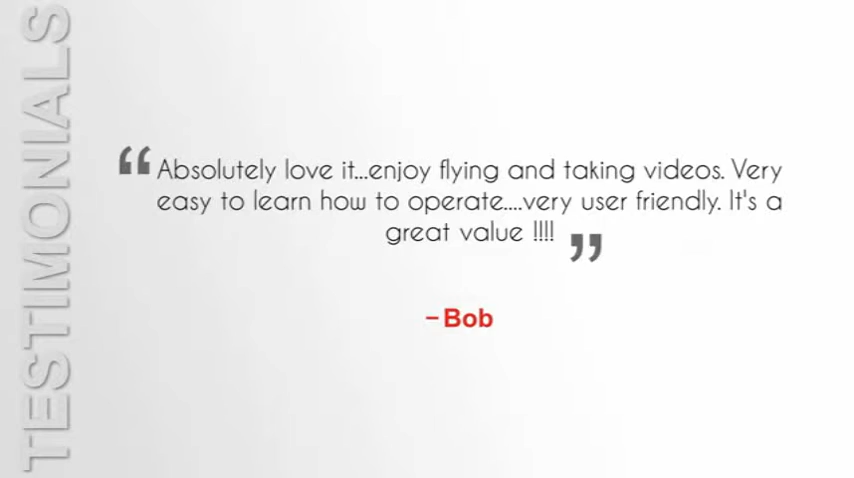 TESTIMONIALS
“Absolutely love it...enjoy flying and taking videos. Very
easy to learn how to operate....very user friendly. It's a
great value !!!!”
–Bob